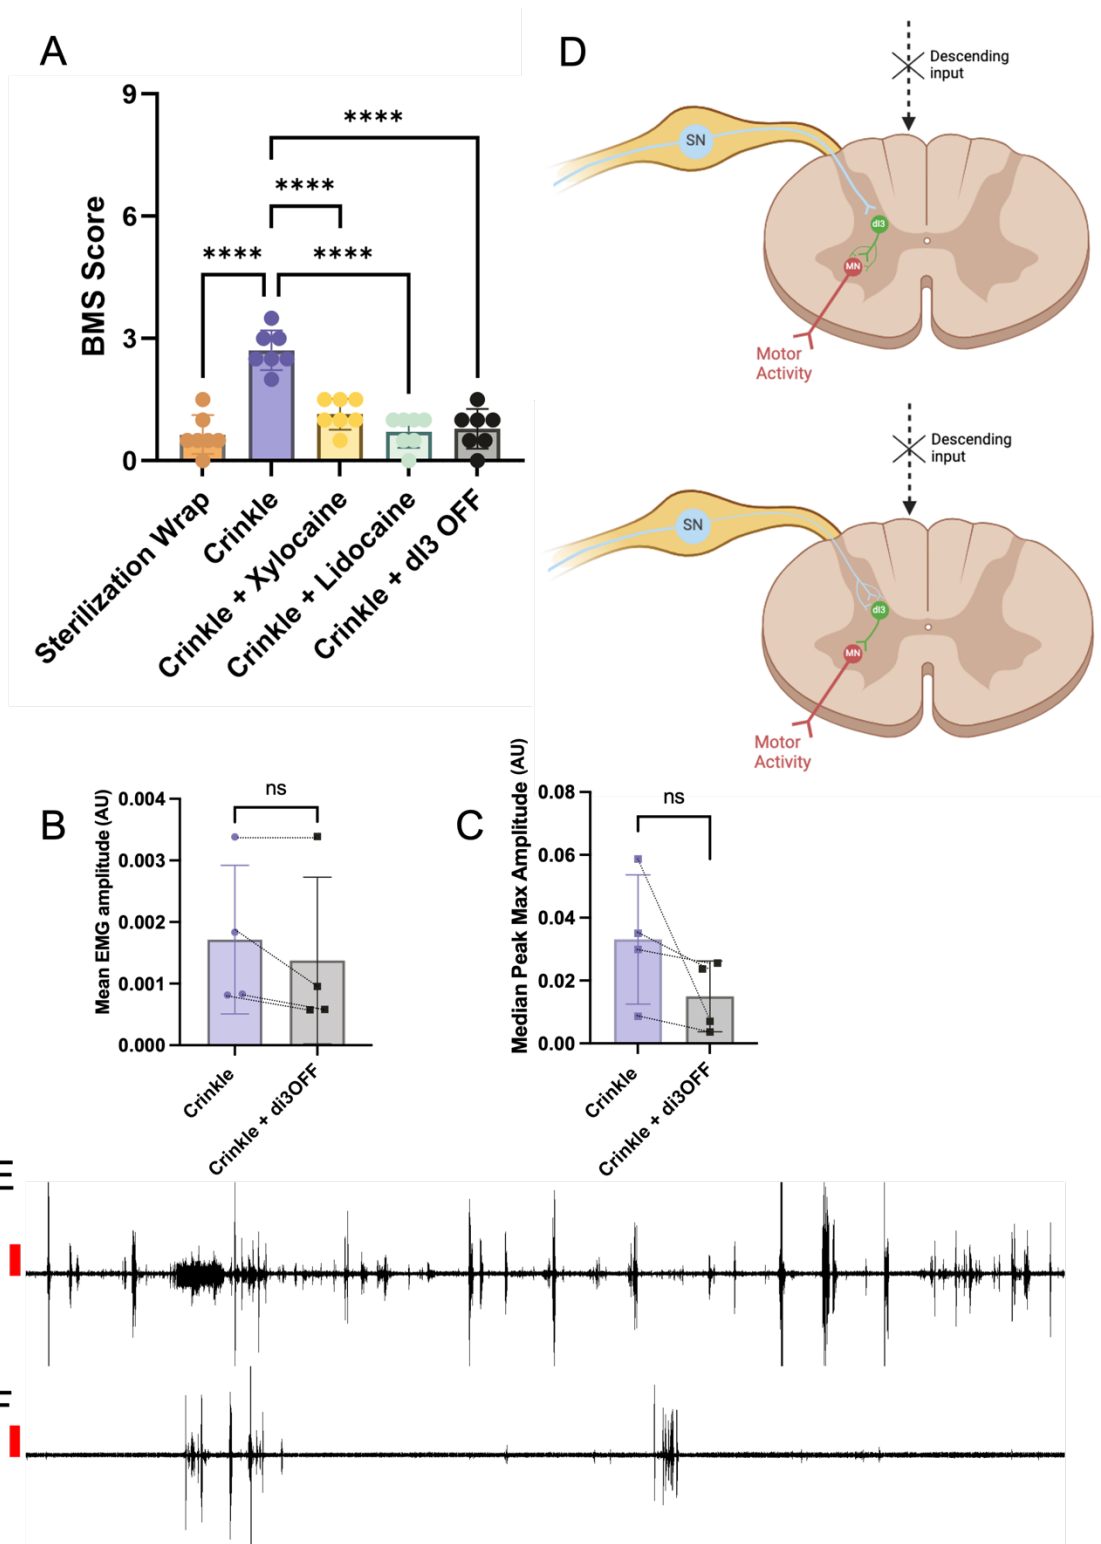 A
9
6
3
0
BMS Score
****
****
****
****
Sterilization Wrap
Crinkle
Crinkle + Xylocaine
Crinkle + Lidocaine
Crinkle + dI3 OFF
D
Descending
input
SN
dI3
MN
Motor
Activity
Descending
input
SN
dI3
MN
Motor
Activity
B
Mean EMG amplitude (AU)
0.004
0.003
0.002
0.001
0.000
ns
Crinkle
Crinkle + di3OFF
C
Median Peak Max Amplitude (AU)
0.08
0.06
0.04
0.02
0.00
ns
Crinkle
Crinkle + di3OFF